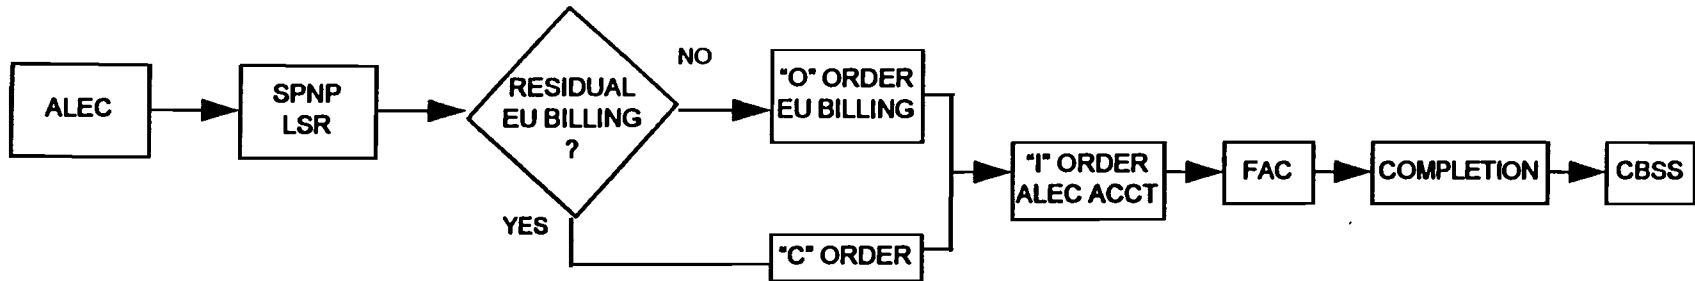 ALEC
SPNP
LSR
RESIDUAL
EU BILLING
?
NO
YES
"O" ORDER
EU BILLING
"C" ORDER
"I" ORDER
ALEC ACCT
FAC
COMPLETION
CBSS